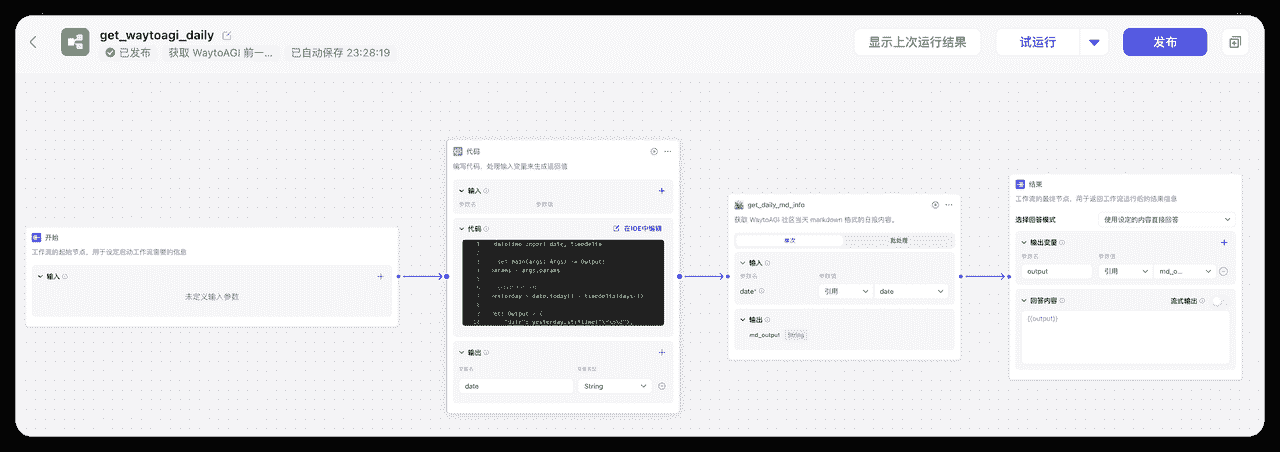 get_waytoagi_daily
已发布 获取 WaytoAGI 前一... 已自动保存 23:28:19
显示上次运行结果
试运行
发布
开始
工作流的起始节点，用于设定启动工作流需要的信息
输入
未定义输入参数
代码
编写代码，处理输入变量来生成返回值
输入
参数名 参数值
代码 在IDE中编辑
输出
变量名 变量类型
date String
get_daily_md_info
获取 WaytoAGI 社区当天 markdown 格式的日报内容。
单次 批处理
输入
参数名 参数值
date* 引用 date
输出
md_output String
结束
工作流的最终节点，用于返回工作流运行后的结果信息
选择回答模式 使用设定的内容直接回答
输出变量
参数名 参数值
output 引用 md_o...
回答内容 流式输出
{{output}}